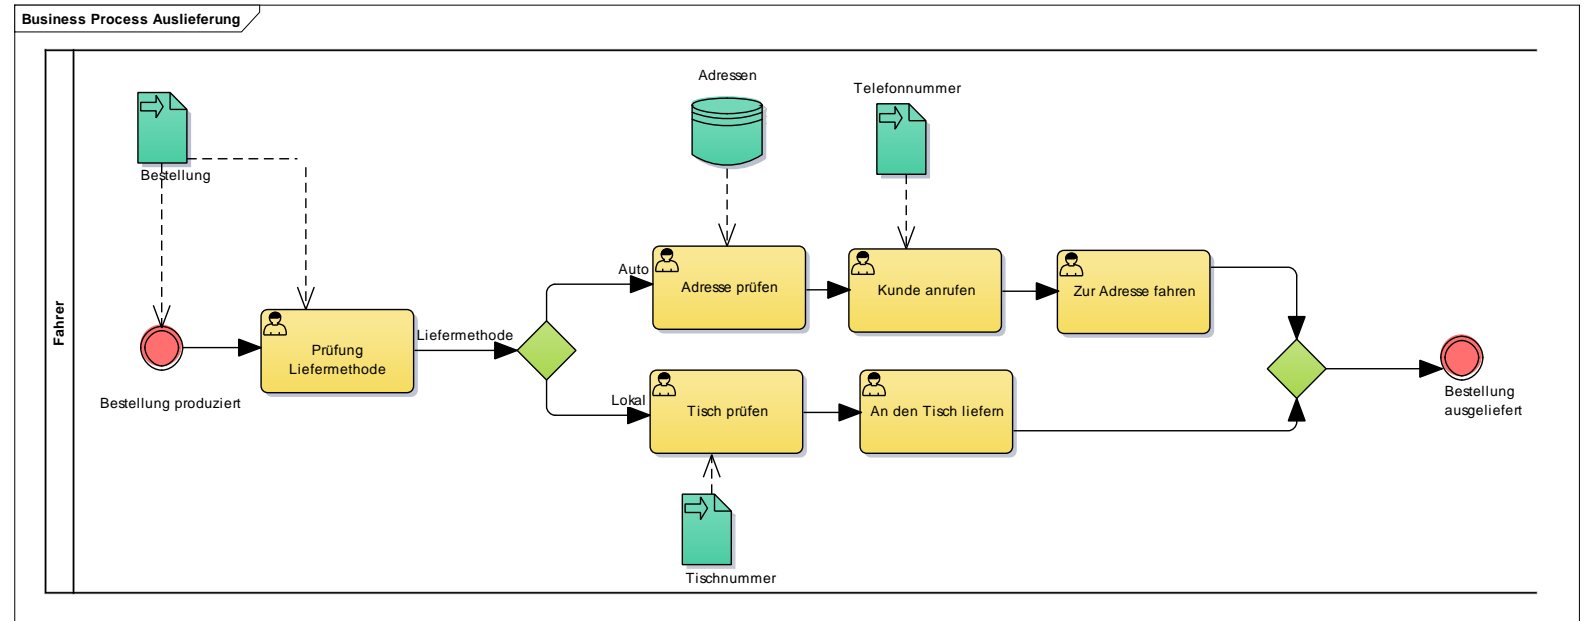 Business Process Auslieferung
Fahrer
Bestellung
Adressen
Telefonnummer
Bestellung produziert
Prüfung
Liefermethode
Liefermethode
Auto
Adresse prüfen
Kunde anrufen
Zur Adresse fahren
Lokal
Tisch prüfen
An den Tisch liefern
Tischnummer
Bestellung
ausgeliefert